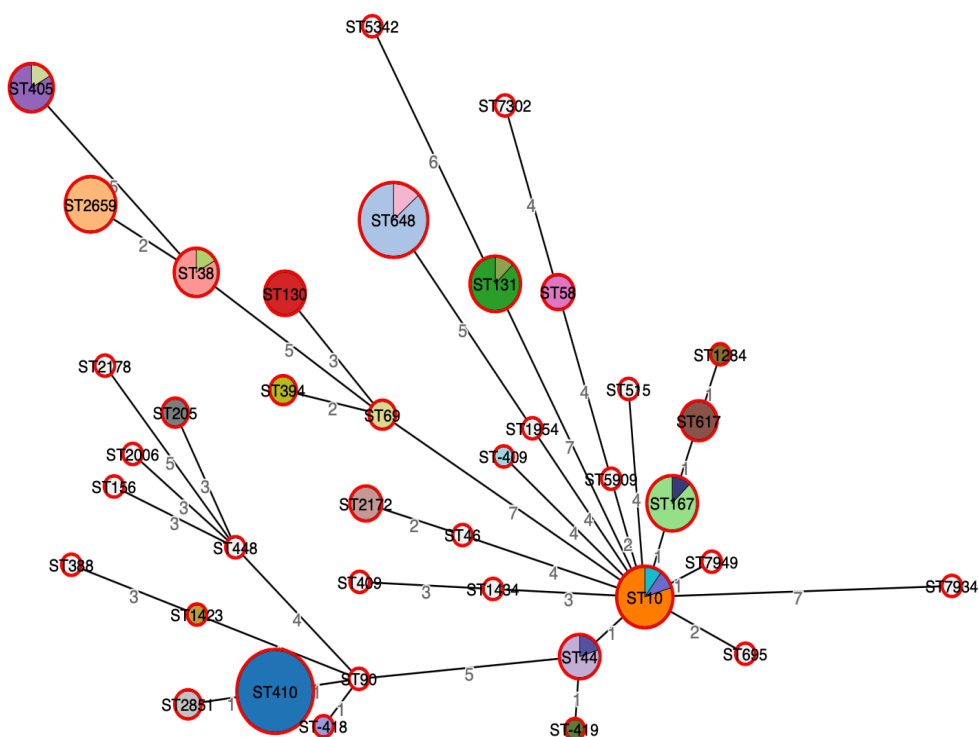 ST5342
ST405
ST7302
6
5
4
ST2659
ST648
2
ST38
ST131
ST58
ST130
5
5
3
ST1284
ST2178
ST394
2
ST69
4
ST515
1
ST205
ST617
ST1954
7
ST2006
ST-409
5
3
ST5909
1
ST156
4
ST167
3
ST2172
7
4
4
3
2
ST46
2
ST448
1
ST7949
ST388
4
ST409
3
ST1434
3
ST10
1
7
ST7934
3
ST1423
4
1
2
ST44
ST695
5
ST90
ST410
1
ST2851
1
1
1
ST-418
ST-419